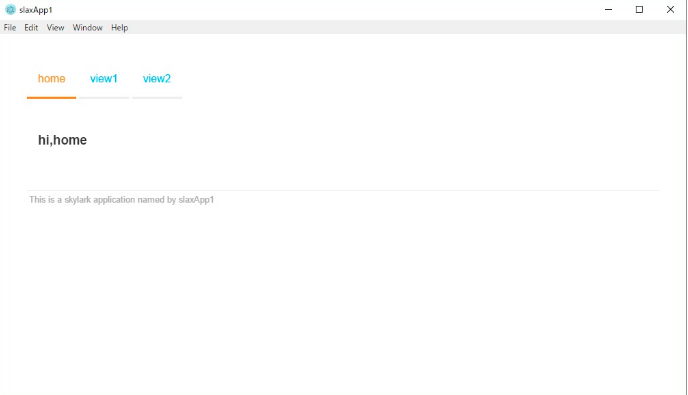 slaxApp1
File Edit View Window Help
home view1 view2
hi,home
This is a skylark application named by slaxApp1